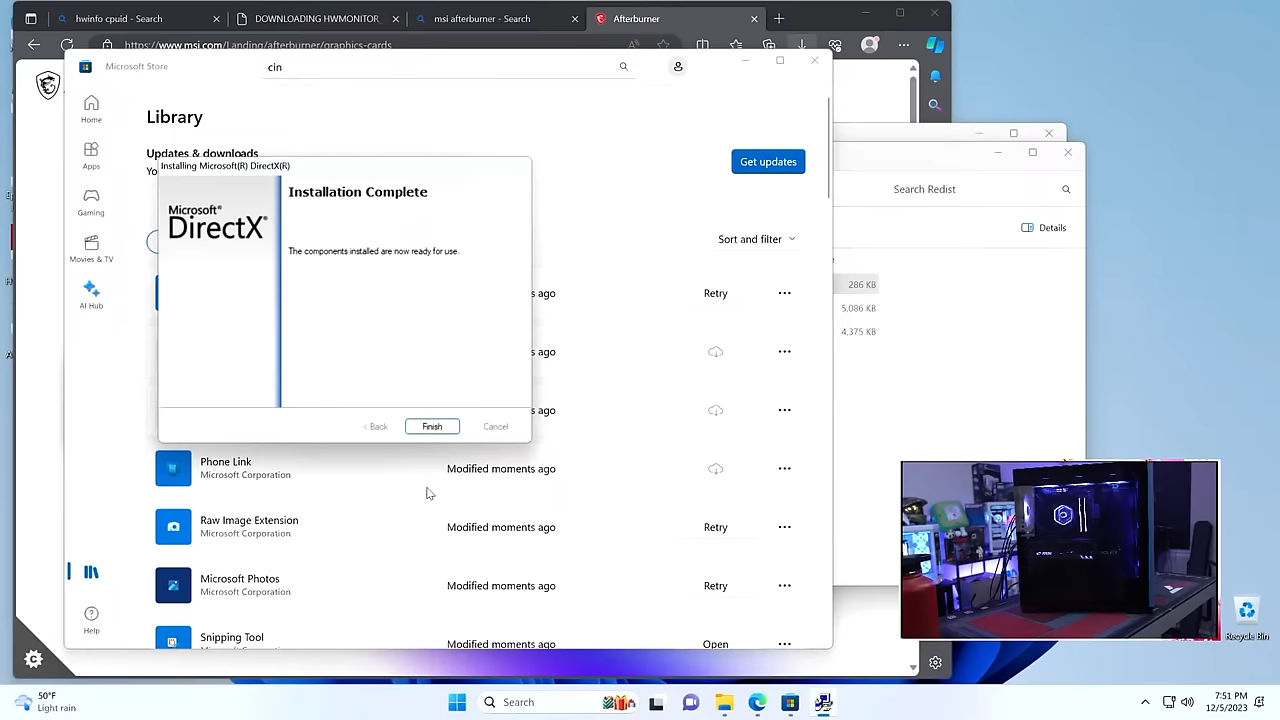 hwinfo cpuid - Search
DOWNLOADING HWMONITOR_
msi afterburner - Search
Afterburner
https://www.msi.com/Landing/afterburner/graphics-cards
Microsoft Store
cin
Home
Apps
Gaming
Movies & TV
AI Hub
Help
Library
Updates & downloads
Yo
Get updates
Sort and filter
Installing Microsoft(R) DirectX(R)
Microsoft®
DirectX®
Installation Complete
The components installed are now ready for use.
< Back
Finish
Cancel
s ago
Retry
s ago
s ago
Phone Link
Microsoft Corporation
Modified moments ago
Raw Image Extension
Microsoft Corporation
Modified moments ago
Retry
Microsoft Photos
Microsoft Corporation
Modified moments ago
Retry
Snipping Tool
Modified moments ago
Open
Search Redist
Details
286 KB
5,086 KB
4,375 KB
Recycle Bin
50°F
Light rain
Search
7:51 PM
12/5/2023